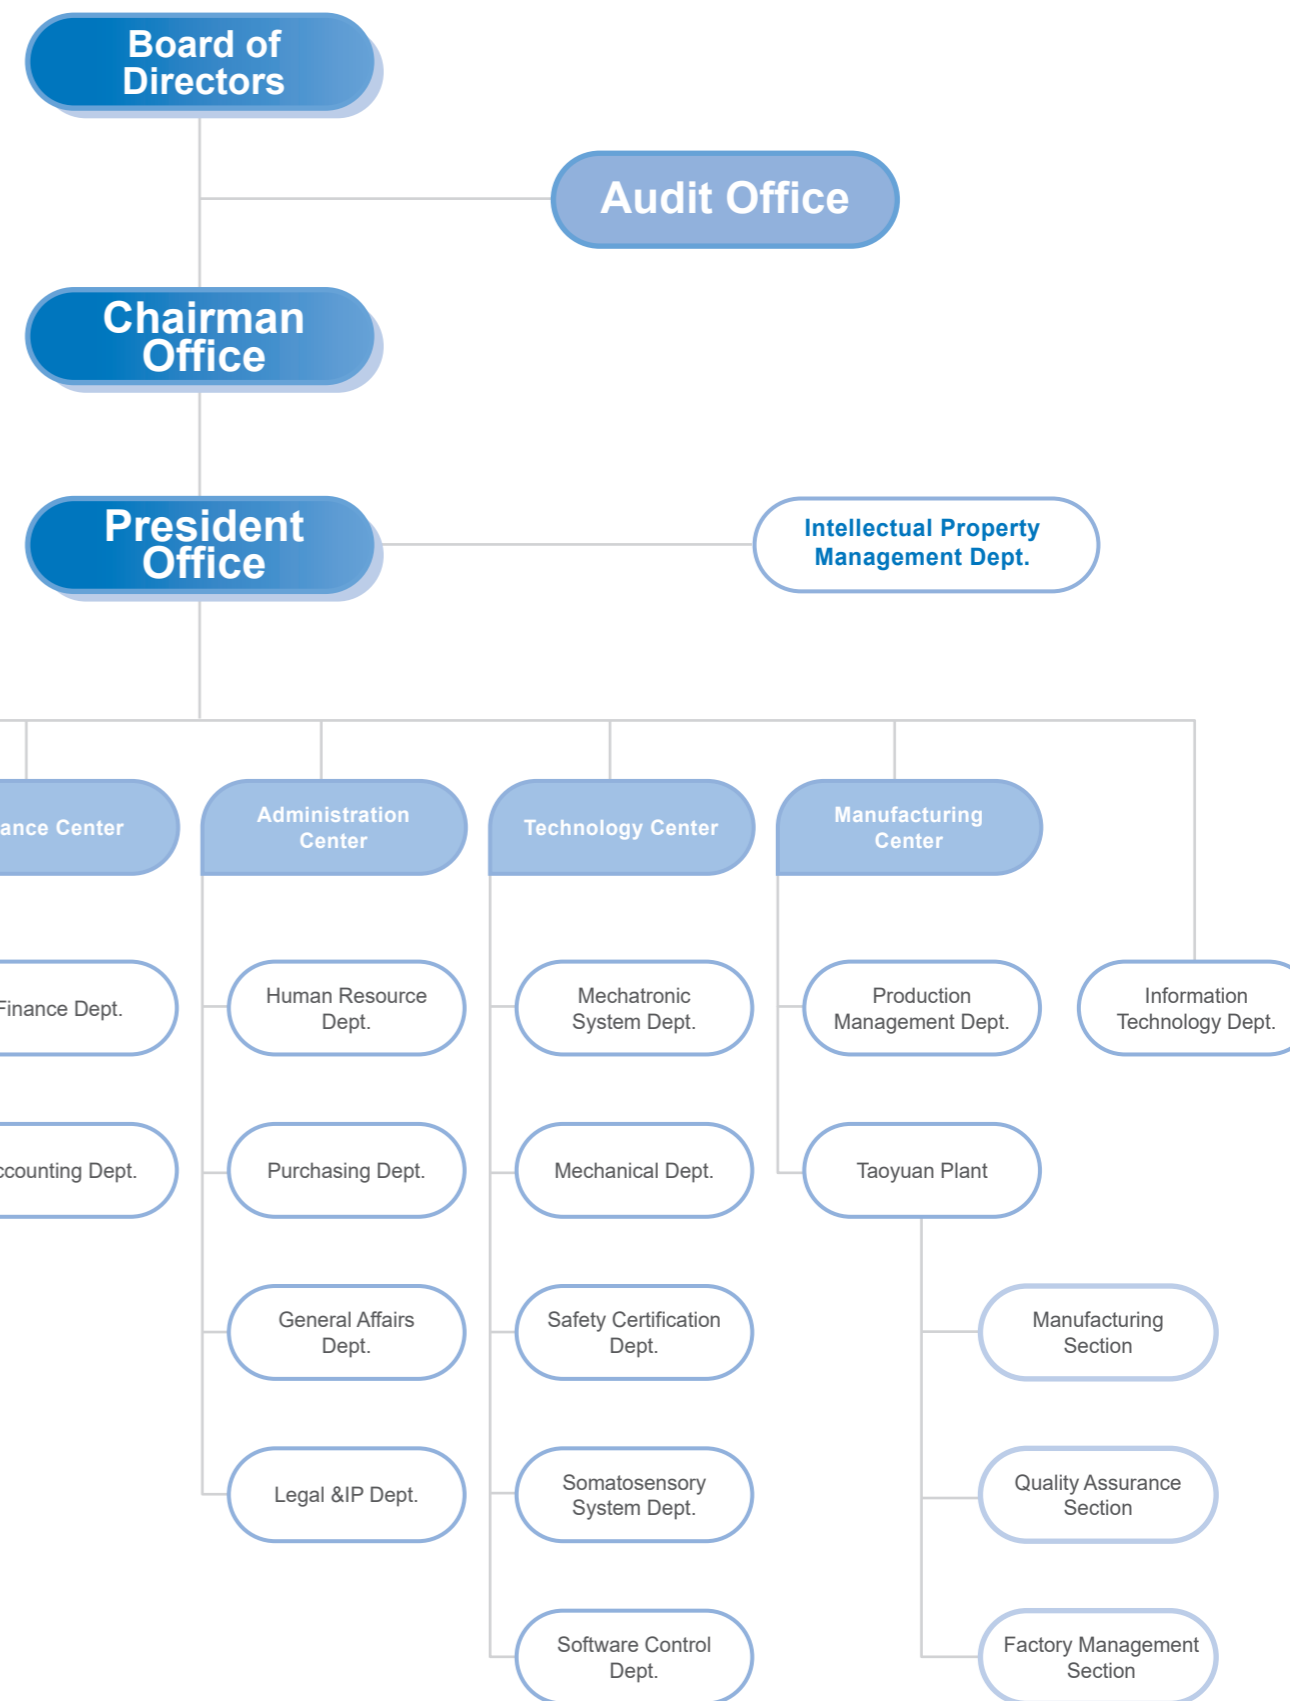 Board of
Directors
Audit Office
Chairman
Office
President
Office
Intellectual Property
Management Dept.
ance Center
Administration
Center
Technology Center
Manufacturing
Center
Finance Dept.
Human Resource
Dept.
Mechatronic
System Dept.
Production
Management Dept.
Information
Technology Dept.
ccounting Dept.
Purchasing Dept.
Mechanical Dept.
Taoyuan Plant
General Affairs
Dept.
Safety Certification
Dept.
Manufacturing
Section
Legal &IP Dept.
Somatosensory
System Dept.
Quality Assurance
Section
Software Control
Dept.
Factory Management
Section